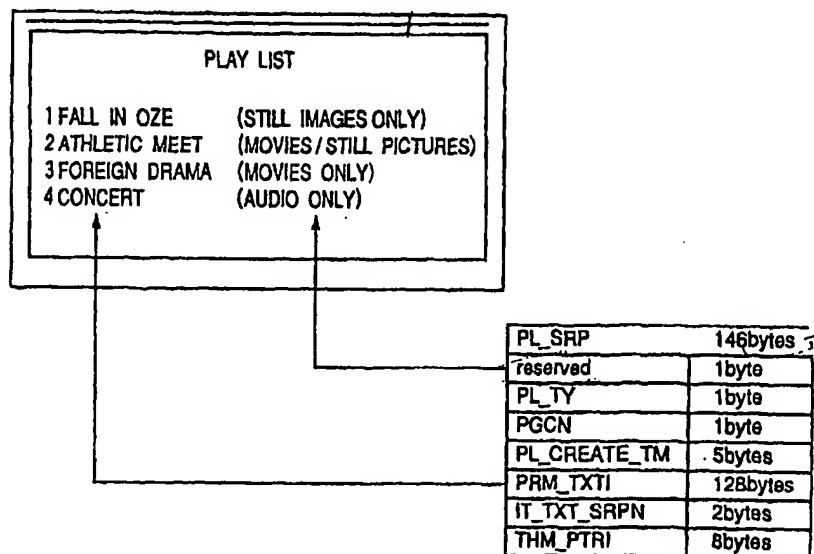 PLAY LIST
1 FALL IN OZE (STILL IMAGES ONLY)
2 ATHLETIC MEET (MOVIES / STILL PICTURES)
3 FOREIGN DRAMA (MOVIES ONLY)
4 CONCERT (AUDIO ONLY)
PL_SRP 146bytes
reserved 1byte
PL_TY 1byte
PGCN 1byte
PL_CREATE_TM 5bytes
PRM_TXTI 128bytes
IT_TXT_SRPN 2bytes
THM_PTRI 8bytes